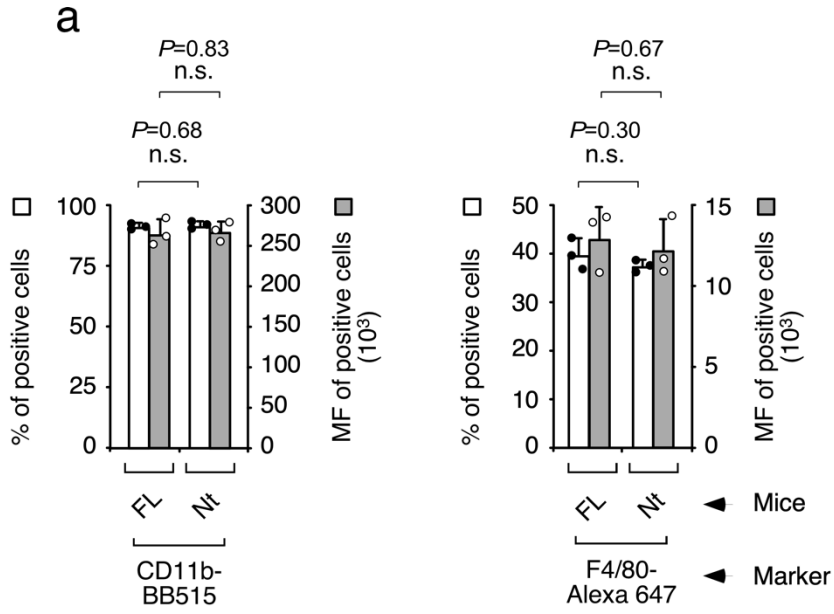 a
P=0.83
n.s.
P=0.68
n.s.
% of positive cells
100
75
50
25
0
300
250
200
150
100
50
0
MF of positive cells
(10³)
FL
Nt
CD11b-
BB515
P=0.67
n.s.
P=0.30
n.s.
% of positive cells
50
40
30
20
10
0
15
10
5
0
MF of positive cells
(10³)
FL
Nt
Mice
F4/80-
Alexa 647
Marker